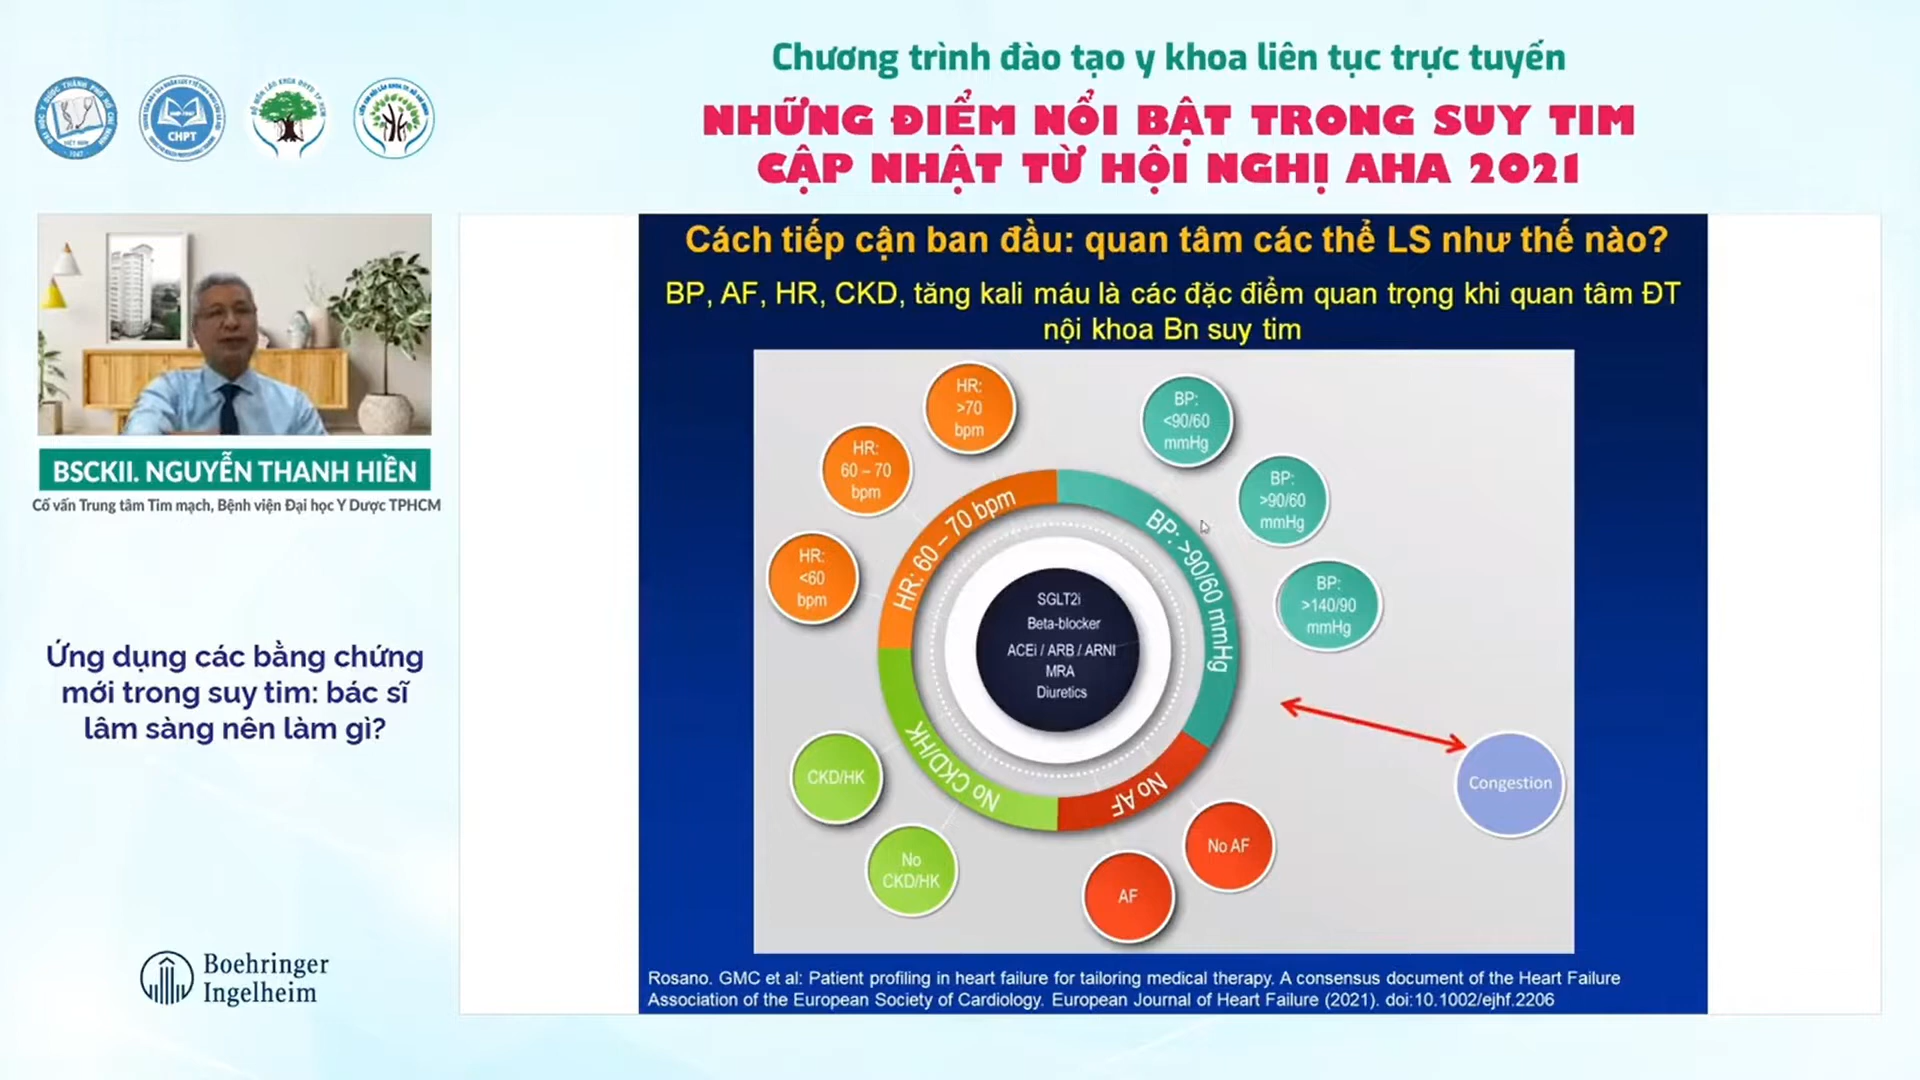 Chương trình đào tạo y khoa liên tục trực tuyến
NHỮNG ĐIỂM NỔI BẬT TRONG SUY TIM
CẬP NHẬT TỪ HỘI NGHỊ AHA 2021
CHPT
BSCKII. NGUYỄN THANH HIỀN
Cố vấn Trung tâm Tim mạch, Bệnh viện Đại học Y Dược TPHCM
Ứng dụng các bằng chứng
mới trong suy tim: bác sĩ
lâm sàng nên làm gì?
Boehringer
Ingelheim
Cách tiếp cận ban đầu: quan tâm các thể LS như thế nào?
BP, AF, HR, CKD, tăng kali máu là các đặc điểm quan trọng khi quan tâm ĐT
nội khoa Bn suy tim
HR:
>70
bpm
HR:
60 – 70
bpm
HR:
<60
bpm
BP:
<90/60
mmHg
BP:
>90/60
mmHg
BP:
>140/90
mmHg
HR: 60 – 70 bpm
BP: >90/60 mmHg
No CKD/HK
No AF
SGLT2i
Beta-blocker
ACEi / ARB / ARNI
MRA
Diuretics
CKD/HK
No
CKD/HK
AF
No AF
Congestion
Rosano. GMC et al: Patient profiling in heart failure for tailoring medical therapy. A consensus document of the Heart Failure
Association of the European Society of Cardiology. European Journal of Heart Failure (2021). doi:10.1002/ejhf.2206